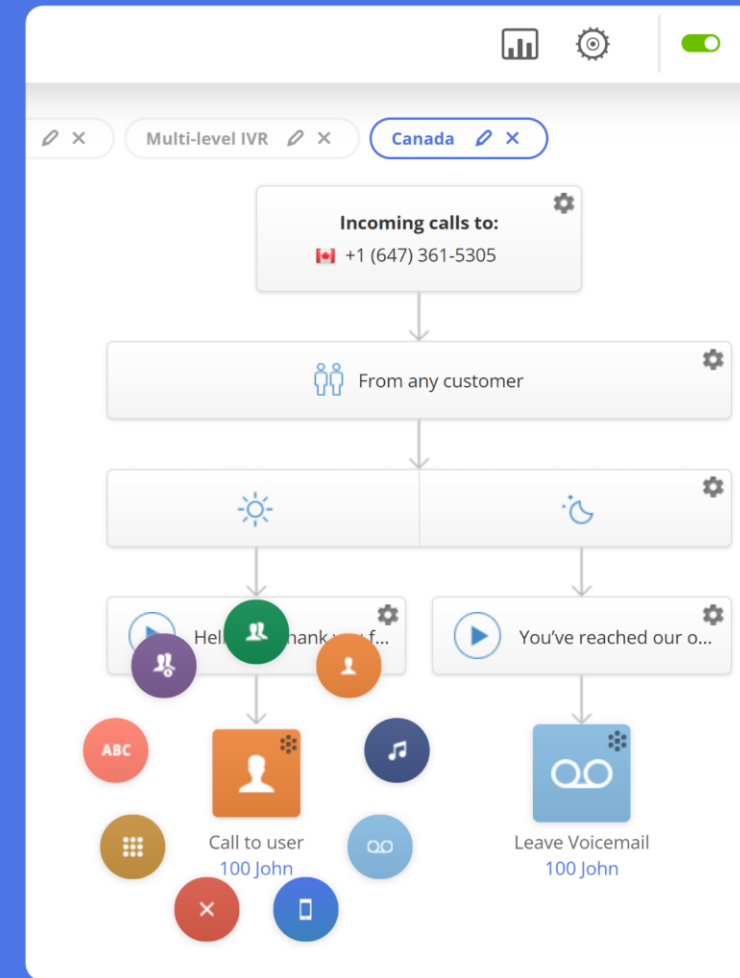 Multi-level IVR
Canada
Incoming calls to:
+1 (647) 361-5305
From any customer
You've reached our o...
ABC
Call to user
100 John
Leave Voicemail
100 John